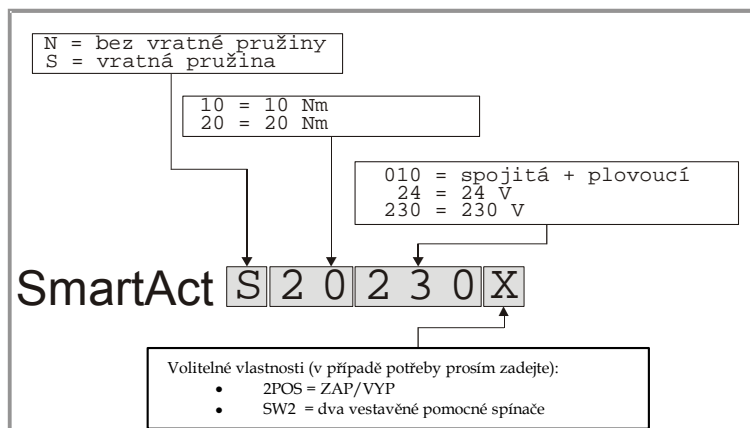 N = bez vratné pružiny
S = vratná pružina
10 = 10 Nm
20 = 20 Nm
010 = spojitá + plovoucí
24 = 24 V
230 = 230 V
SmartAct S 2 0 2 3 0 X
Volitelné vlastnosti (v případě potřeby prosím zadejte):
• 2POS = ZAP/VYP
• SW2 = dva vestavěné pomocné spínače